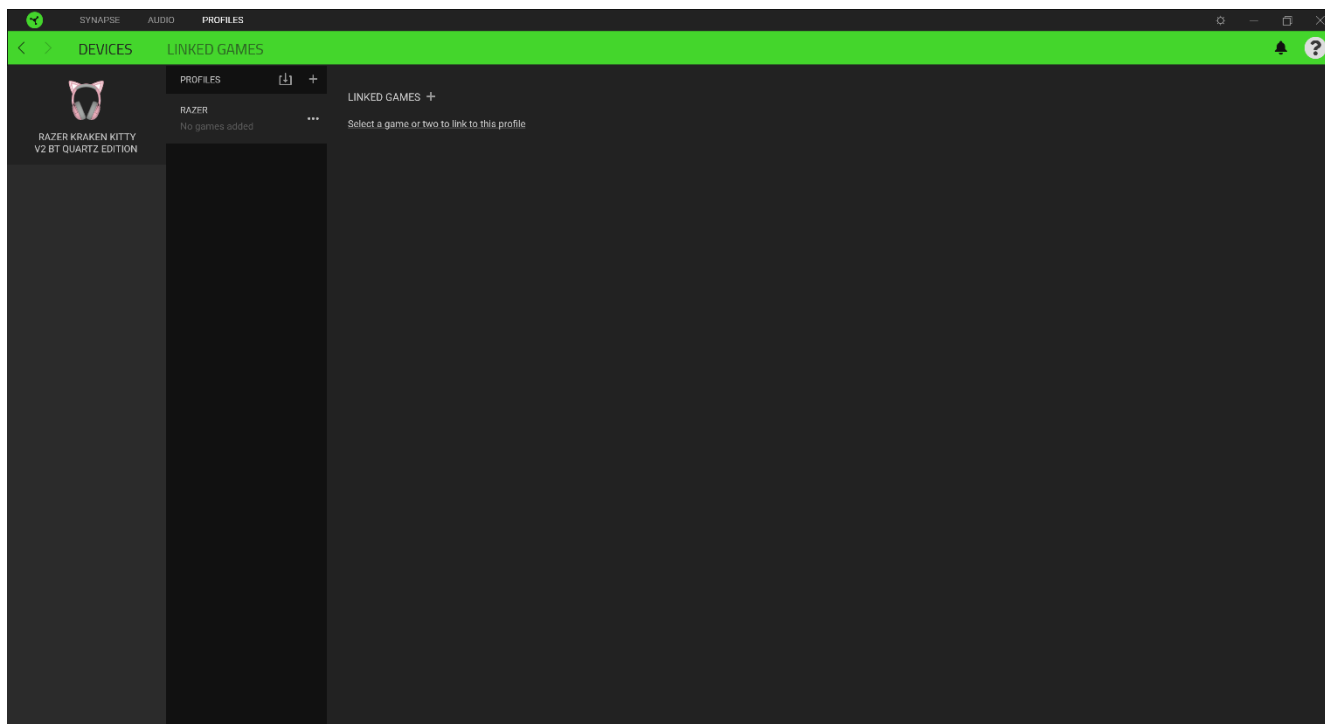 SYNAPSE AUDIO PROFILES
DEVICES LINKED GAMES
RAZER KRAKEN KITTY
V2 BT QUARTZ EDITION
PROFILES
RAZER
No games added
LINKED GAMES +
Select a game or two to link to this profile